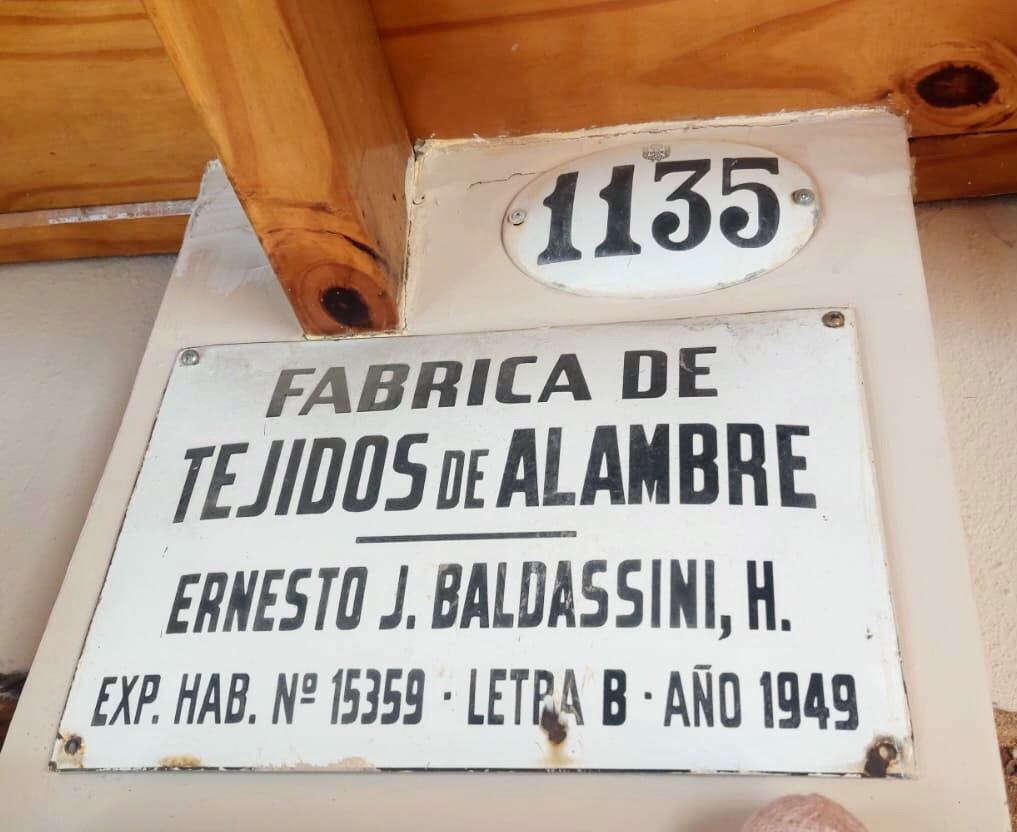 1135
FABRICA DE
TEJIDOS DE ALAMBRE
ERNESTO J. BALDASSINI, H.
EXP. HAB. Nº 15359 · LETRA B · AÑO 1949